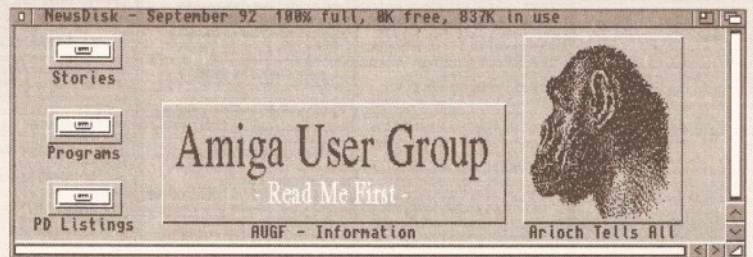 NewsDisk - September 92 100% full, 0K free, 837K in use
Stories
Programs
PD Listings
Amiga User Group
- Read Me First -
AUGF - Information
Arioch Tells All